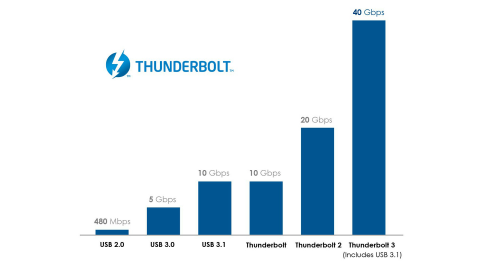 40 Gbps
THUNDERBOLT
20 Gbps
10 Gbps
10 Gbps
5 Gbps
480 Mbps
USB 2.0
USB 3.0
USB 3.1
Thunderbolt
Thunderbolt 2
Thunderbolt 3
(includes USB 3.1)